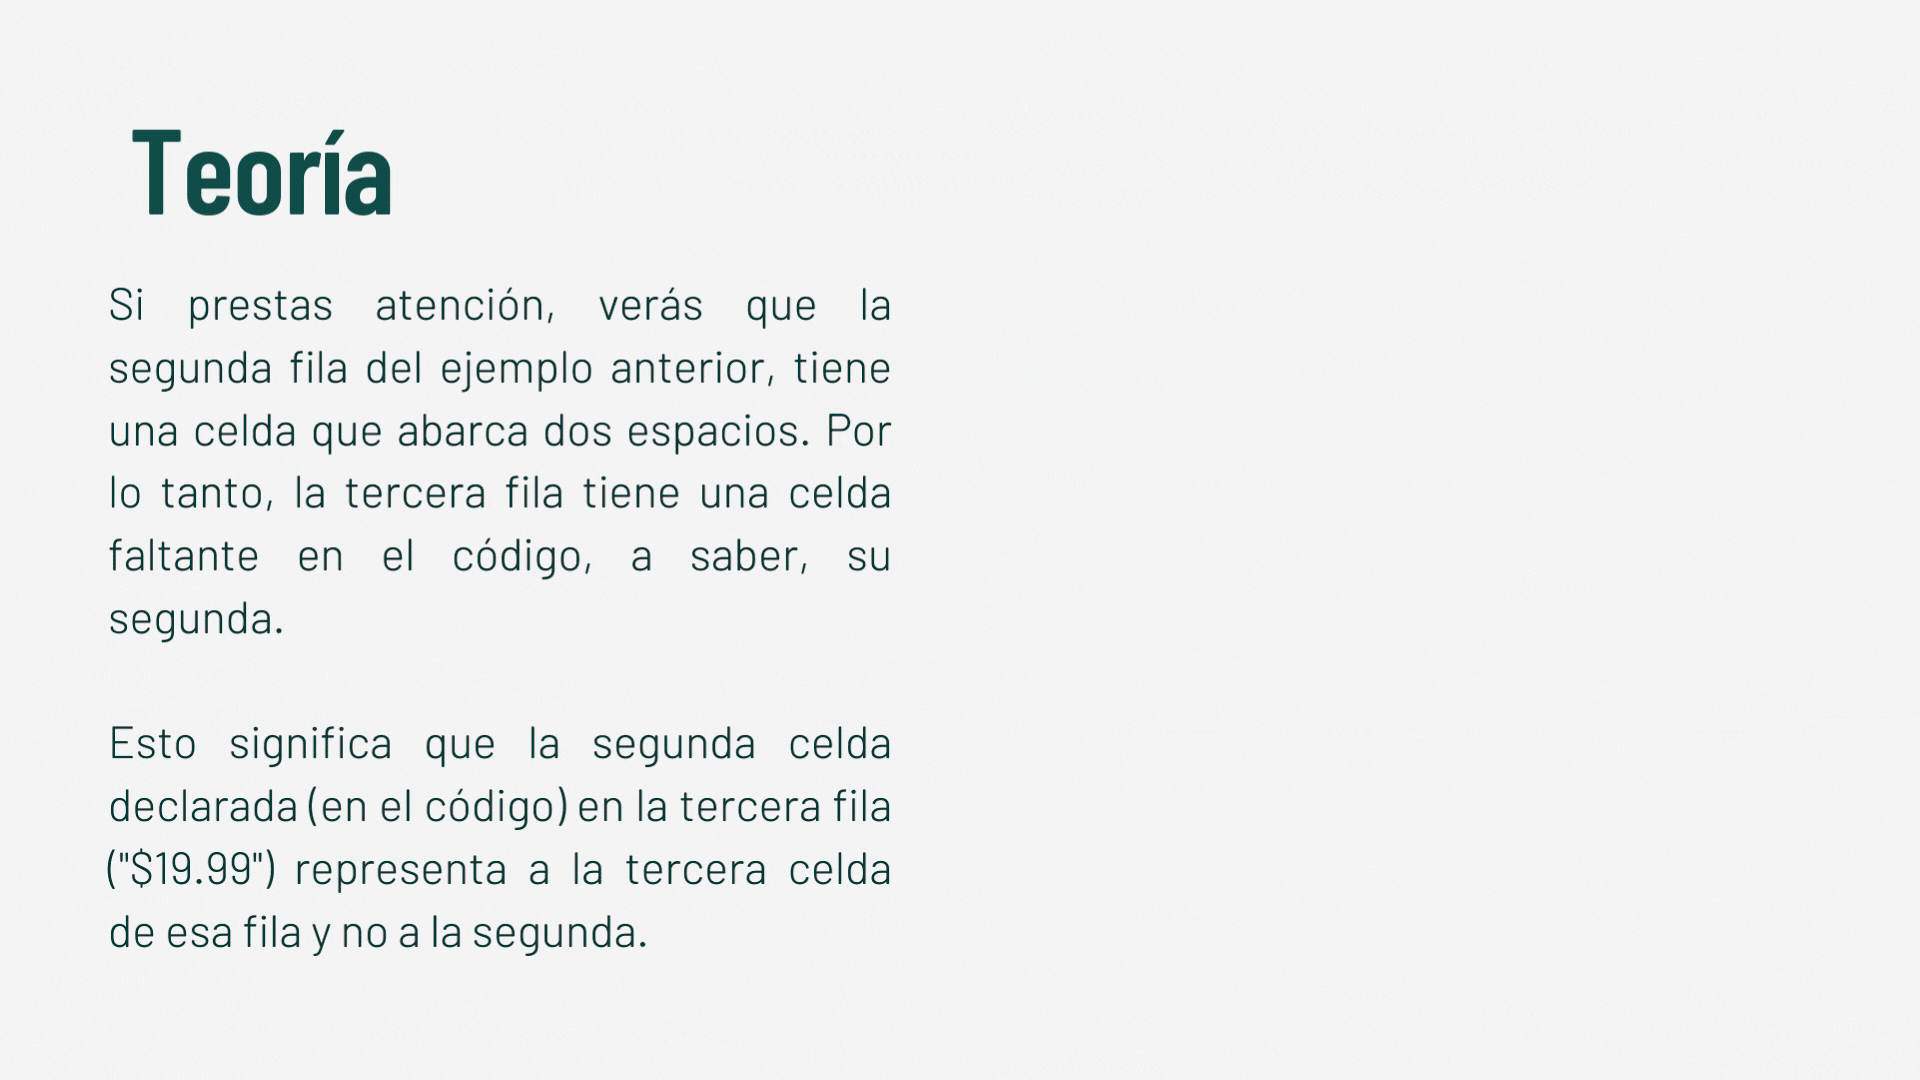 Teoría
Si prestas atención, verás que la
segunda fila del ejemplo anterior, tiene
una celda que abarca dos espacios. Por
lo tanto, la tercera fila tiene una celda
faltante en el código, a saber, su
segunda.
Esto significa que la segunda celda
declarada (en el código) en la tercera fila
("$19.99") representa a la tercera celda
de esa fila y no a la segunda.